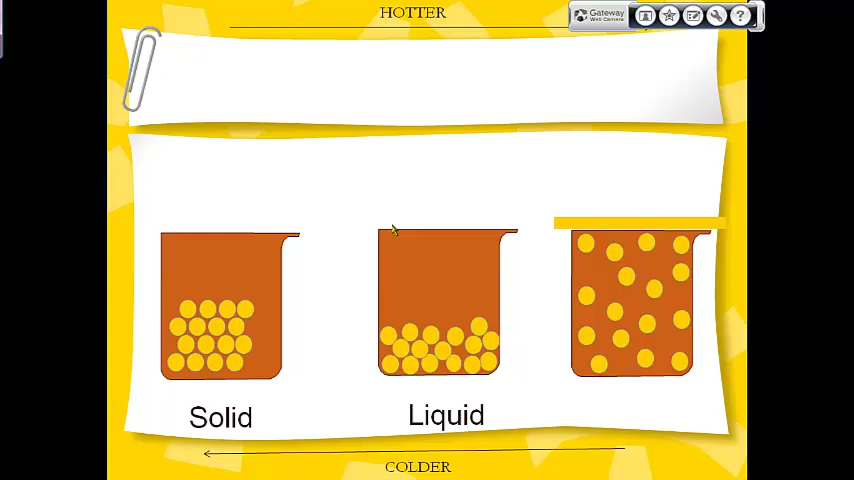 HOTTER
Gateway
Web Camera
?
Solid
Liquid
COLDER